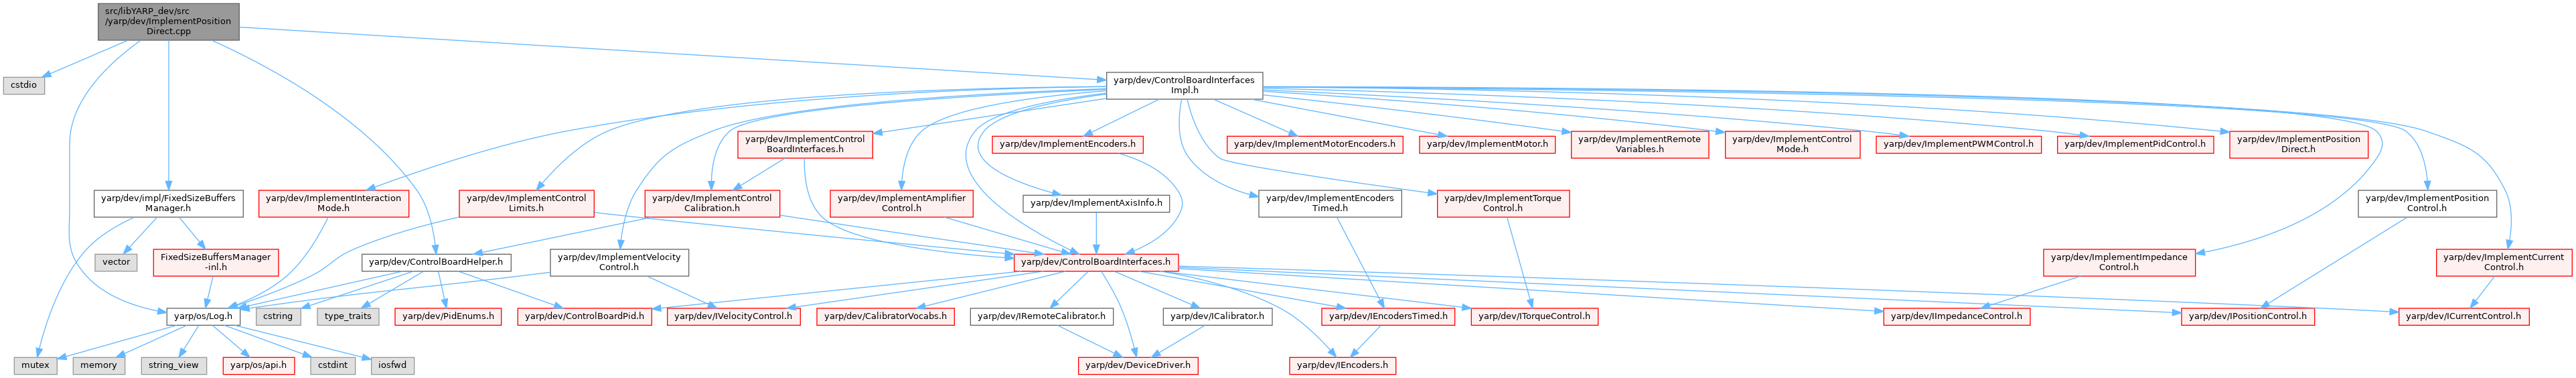 src/libYARP_dev/src
/yarp/dev/ImplementPosition
Direct.cpp
cstdio
yarp/dev/ControlBoardInterfaces
Impl.h
yarp/dev/ImplementControl
BoardInterfaces.h
yarp/dev/ImplementEncoders.h
yarp/dev/ImplementMotorEncoders.h
yarp/dev/ImplementMotor.h
yarp/dev/ImplementRemote
Variables.h
yarp/dev/ImplementControl
Mode.h
yarp/dev/ImplementPWMControl.h
yarp/dev/ImplementPidControl.h
yarp/dev/ImplementPosition
Direct.h
yarp/dev/impl/FixedSizeBuffers
Manager.h
yarp/dev/ImplementInteraction
Mode.h
yarp/dev/ImplementControl
Limits.h
yarp/dev/ImplementControl
Calibration.h
yarp/dev/ImplementAmplifier
Control.h
yarp/dev/ImplementAxisInfo.h
yarp/dev/ImplementEncoders
Timed.h
yarp/dev/ImplementTorque
Control.h
yarp/dev/ImplementPosition
Control.h
vector
FixedSizeBuffersManager
-inl.h
yarp/dev/ControlBoardHelper.h
yarp/dev/ImplementVelocity
Control.h
yarp/dev/ControlBoardInterfaces.h
yarp/dev/ImplementImpedance
Control.h
yarp/dev/ImplementCurrent
Control.h
yarp/os/Log.h
cstring
type_traits
yarp/dev/PidEnums.h
yarp/dev/ControlBoardPid.h
yarp/dev/IVelocityControl.h
yarp/dev/CalibratorVocabs.h
yarp/dev/IRemoteCalibrator.h
yarp/dev/ICalibrator.h
yarp/dev/IEncodersTimed.h
yarp/dev/ITorqueControl.h
yarp/dev/IImpedanceControl.h
yarp/dev/IPositionControl.h
yarp/dev/ICurrentControl.h
mutex
memory
string_view
yarp/os/api.h
cstdint
iosfwd
yarp/dev/DeviceDriver.h
yarp/dev/IEncoders.h